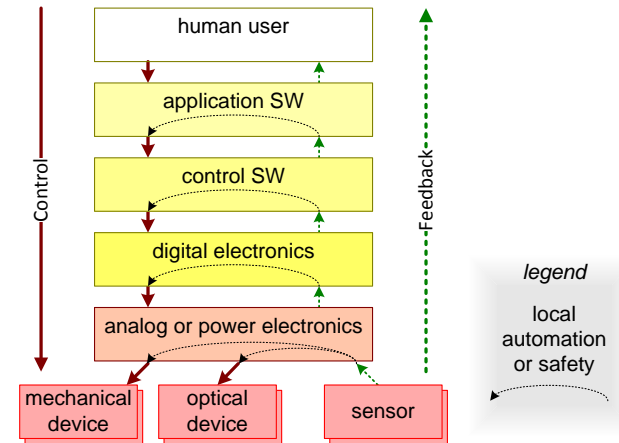 human user
application SW
control SW
digital electronics
analog or power electronics
mechanical
device
optical
device
sensor
Control
Feedback
legend
local
automation
or safety